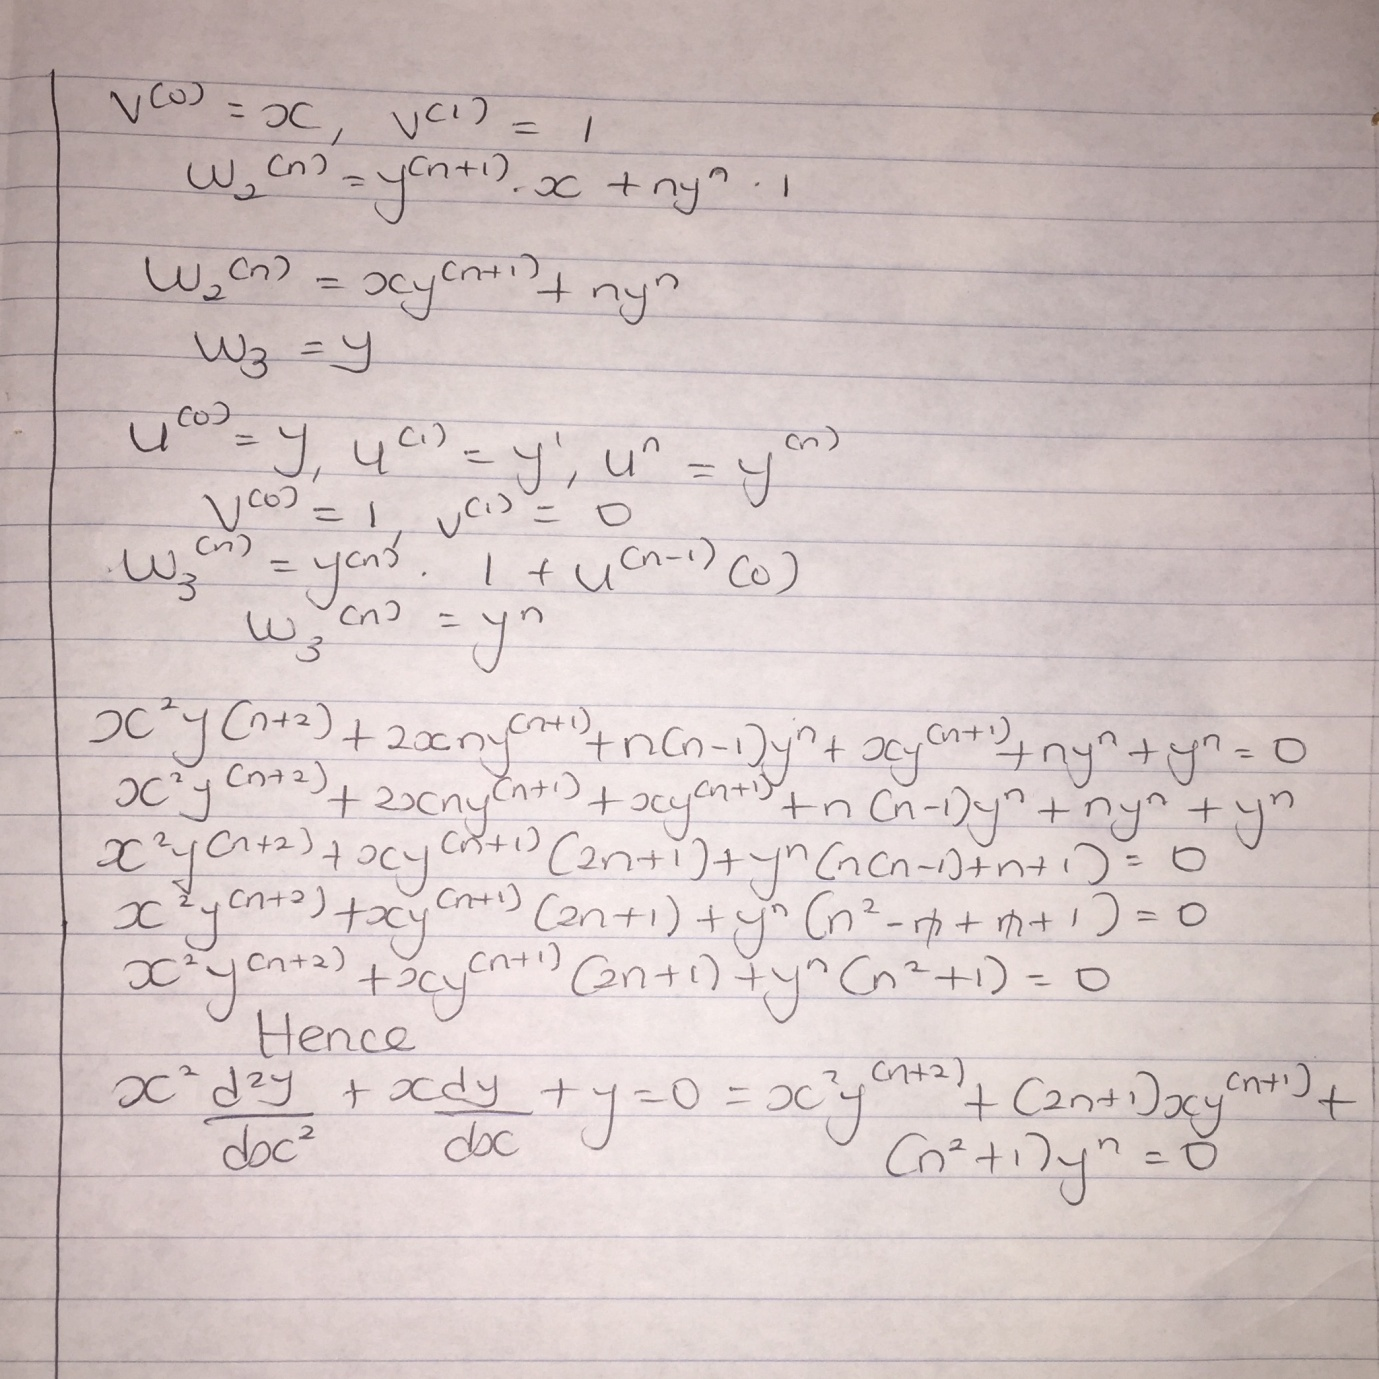 v^(0) = x, v^(1) = 1
w₂^(n) = y^(n+1) · x + ny^n · 1
w₂^(n) = xy^(n+1) + ny^n
w₃ = y
u^(0) = y, u^(1) = y', u^n = y^(n)
v^(0) = 1, v^(1) = 0
w₃^(n) = y^(n) · 1 + u^(n-1) (0)
w₃^(n) = y^n
x²y^(n+2) + 2xny^(n+1) + n(n-1)y^n + xy^(n+1) + ny^n + y^n = 0
x²y^(n+2) + 2xny^(n+1) + xy^(n+1) + n(n-1)y^n + ny^n + y^n
x²y^(n+2) + xy^(n+1) (2n+1) + y^n (n(n-1)+n+1) = 0
x²y^(n+2) + xy^(n+1) (2n+1) + y^n (n² - n + n + 1) = 0
x²y^(n+2) + xy^(n+1) (2n+1) + y^n (n²+1) = 0
Hence
x² d²y/dx² + x dy/dx + y = 0 = x²y^(n+2) + (2n+1)xy^(n+1) +
(n²+1)y^n = 0